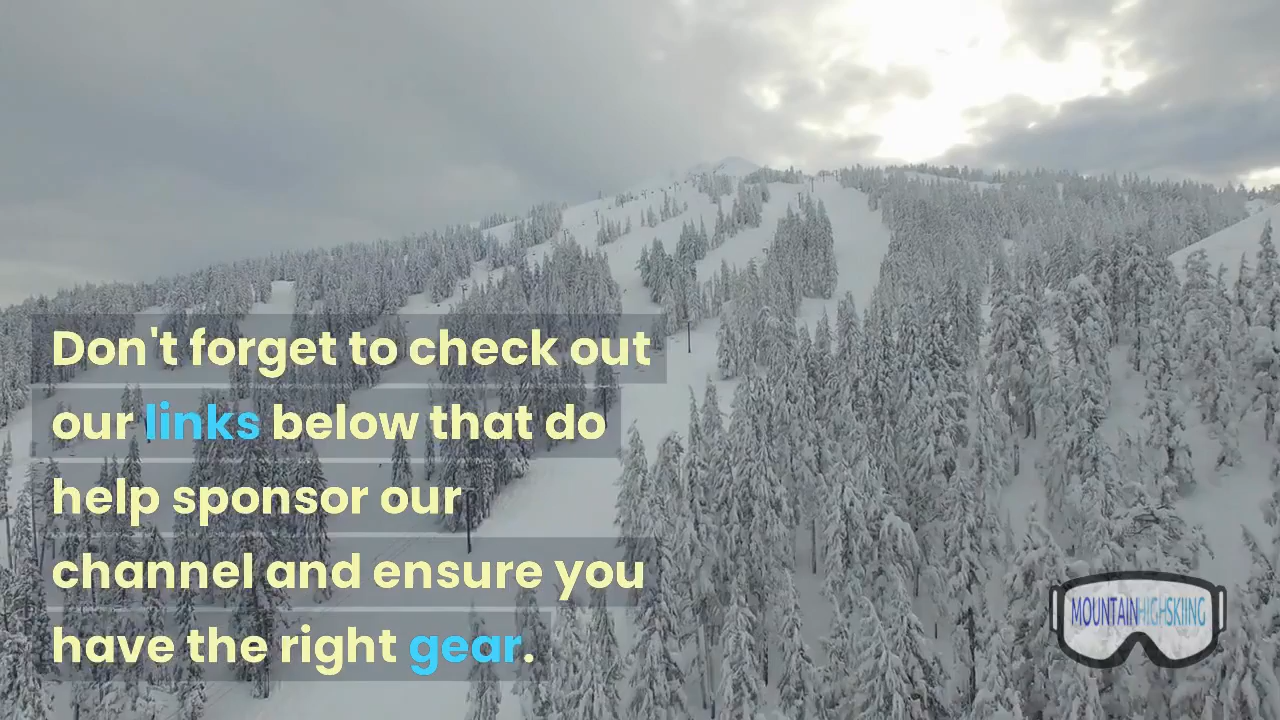 Don't forget to check out
our links below that do
help sponsor our
channel and ensure you
have the right gear.
MOUNTAINHIGHSKIING